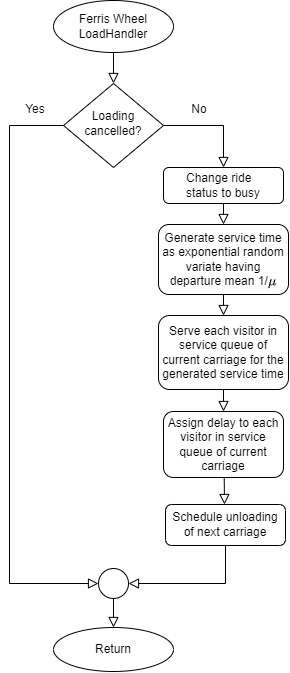 Ferris Wheel
LoadHandler
Loading
cancelled?
Yes
No
Change ride
status to busy
Generate service time
as exponential random
variate having
departure mean 1/μ
Serve each visitor in
service queue of
current carriage for the
generated service time
Assign delay to each
visitor in service
queue of current
carriage
Schedule unloading
of next carriage
Return